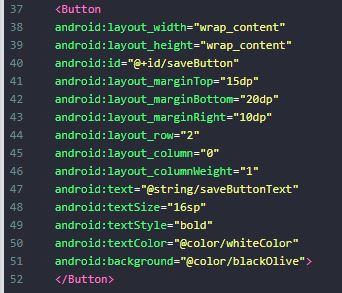 37 <Button
38 android:layout_width="wrap_content"
39 android:layout_height="wrap_content"
40 android:id="@+id/saveButton"
41 android:layout_marginTop="15dp"
42 android:layout_marginBottom="20dp"
43 android:layout_marginRight="10dp"
44 android:layout_row="2"
45 android:layout_column="0"
46 android:layout_columnWeight="1"
47 android:text="@string/saveButtonText"
48 android:textSize="16sp"
49 android:textStyle="bold"
50 android:textColor="@color/whiteColor"
51 android:background="@color/blackOlive">
52 </Button>